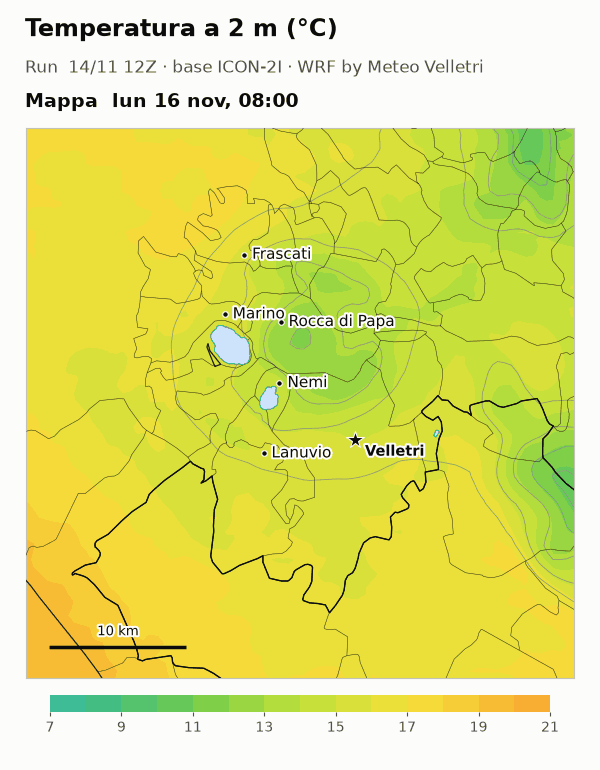 Temperatura a 2 m (°C)
Run 14/11 12Z · base ICON-2I · WRF by Meteo Velletri
Mappa lun 16 nov, 08:00
Frascati
Marino
Rocca di Papa
Nemi
Velletri
Lanuvio
10 km
7 9 11 13 15 17 19 21